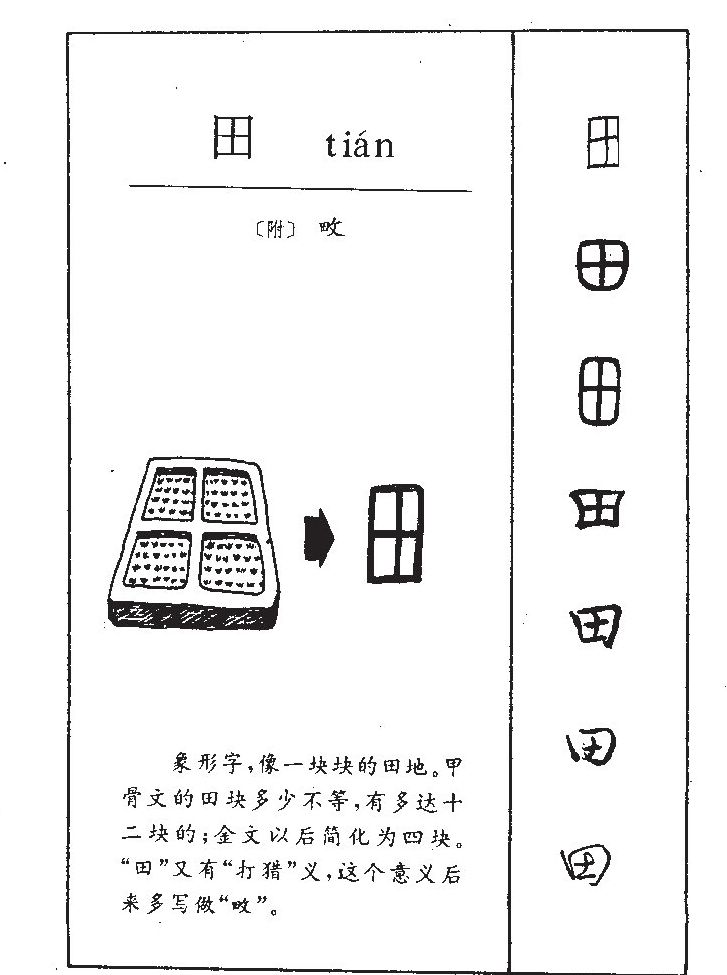 田 tián
〔附〕 畋
象形字，像一块块的田地。甲
骨文的田块多少不等，有多达十
二块的；金文以后简化为四块。
“田”又有“打猎”义，这个意义后
来多写做“畋”。
田
田
田
田
田
田
田
田